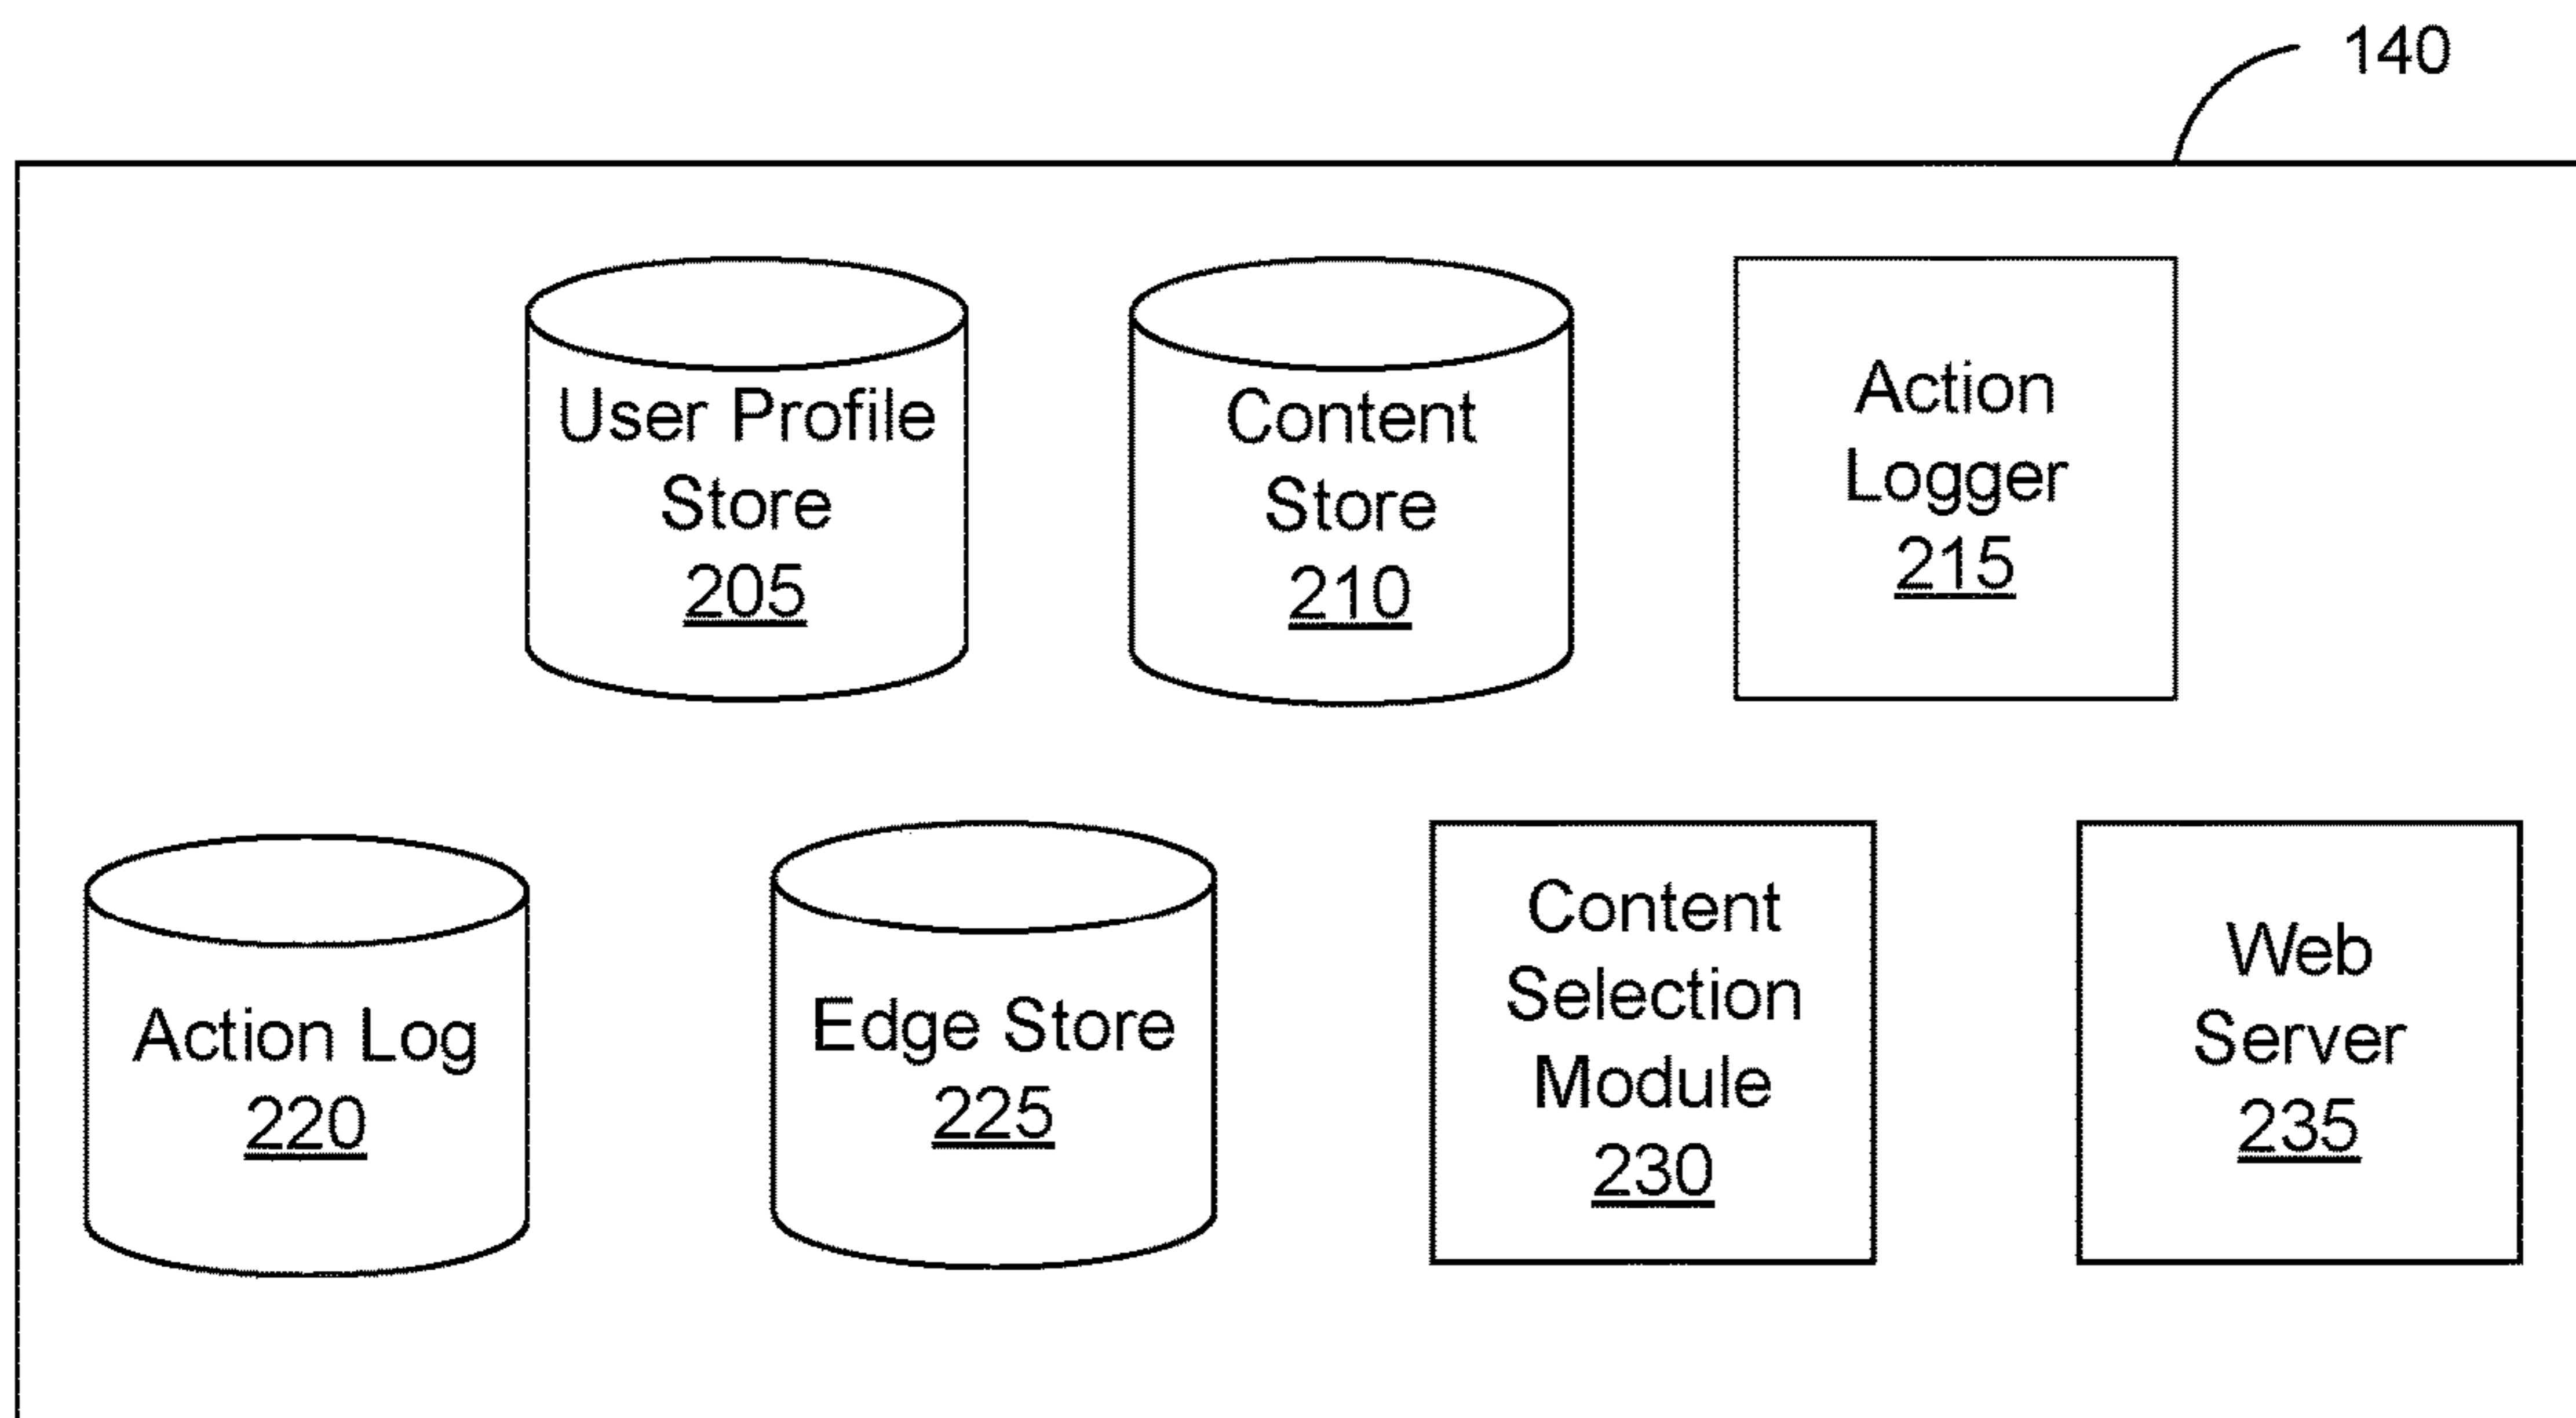 140
User Profile
Store
205
Content
Store
210
Action
Logger
215
Action Log
220
Edge Store
225
Content
Selection
Module
230
Web
Server
235